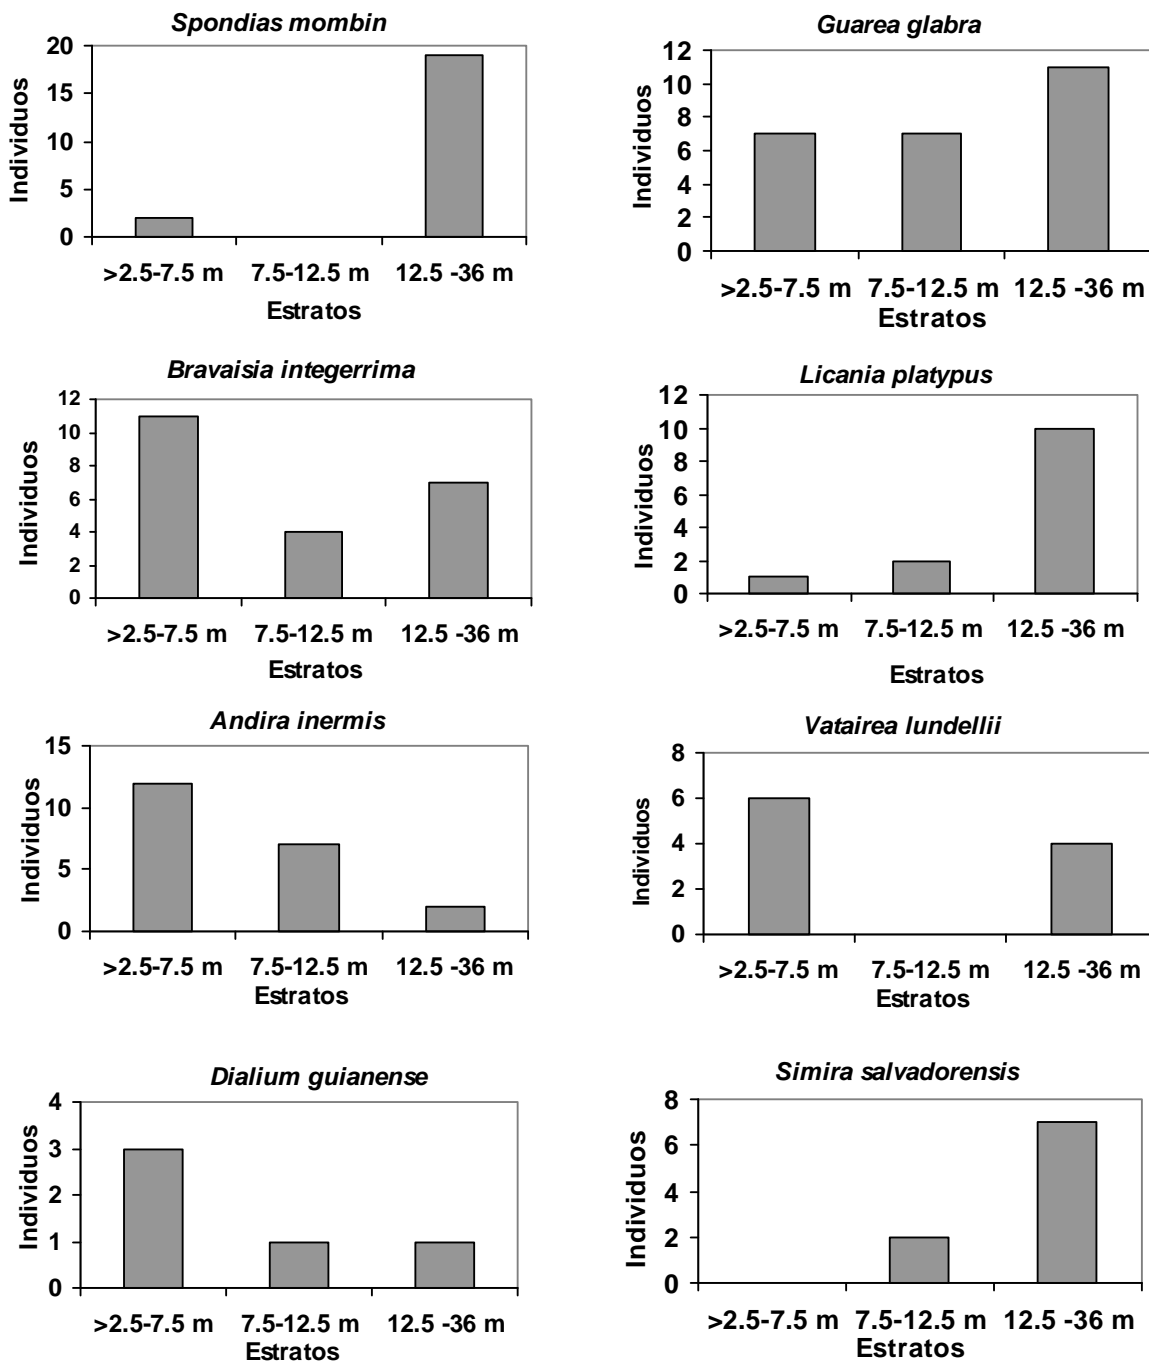 Spondias mombin
20
15
10
5
0
Individuos
>2.5-7.5 m 7.5-12.5 m 12.5 -36 m
Estratos
Guarea glabra
12
10
8
6
4
2
0
Individuos
>2.5-7.5 m 7.5-12.5 m 12.5 -36 m
Estratos
Bravaisia integerrima
12
10
8
6
4
2
0
Individuos
>2.5-7.5 m 7.5-12.5 m 12.5 -36 m
Estratos
Licania platypus
12
10
8
6
4
2
0
Individuos
>2.5-7.5 m 7.5-12.5 m 12.5 -36 m
Estratos
Andira inermis
15
10
5
0
Individuos
>2.5-7.5 m 7.5-12.5 m 12.5 -36 m
Estratos
Vatairea lundellii
8
6
4
2
0
Individuos
>2.5-7.5 m 7.5-12.5 m 12.5 -36 m
Estratos
Dialium guianense
4
3
2
1
0
Individuos
>2.5-7.5 m 7.5-12.5 m 12.5 -36 m
Estratos
Simira salvadorensis
8
6
4
2
0
Individuos
>2.5-7.5 m 7.5-12.5 m 12.5 -36 m
Estratos